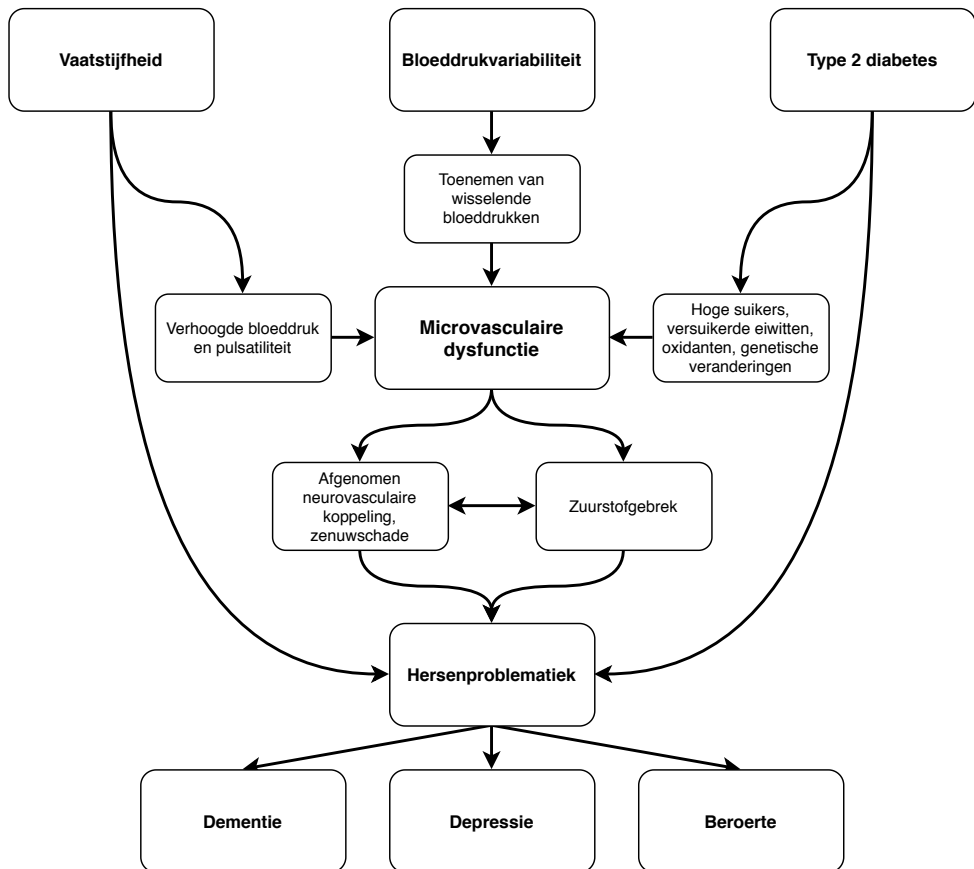 Vaatstijfheid
Bloeddrukvariabiliteit
Type 2 diabetes
Toenemen van
wisselende
bloeddrukken
Verhoogde bloeddruk
en pulsatiliteit
Microvasculaire
dysfunctie
Hoge suikers,
versuikerde eiwitten,
oxidanten, genetische
veranderingen
Afgenomen
neurovasculaire
koppeling,
zenuwschade
Zuurstofgebrek
Hersenproblematiek
Dementie
Depressie
Beroerte